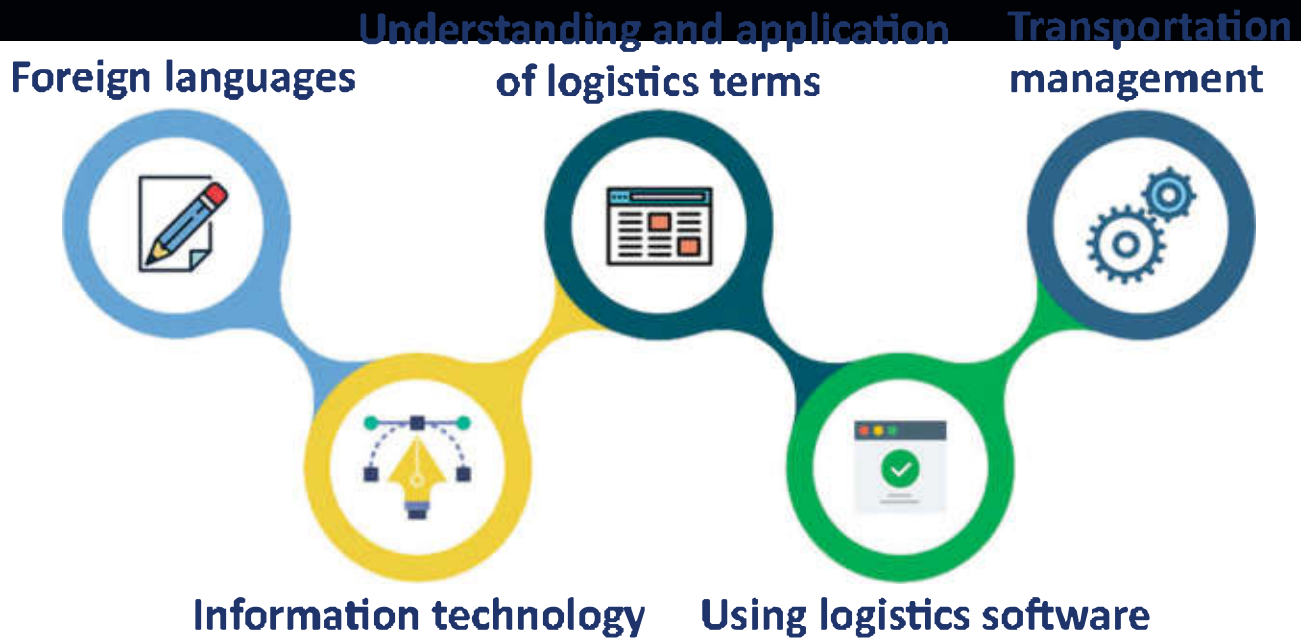 Foreign languages
Understanding and application
of logistics terms
Transportation
management
Information technology
Using logistics software